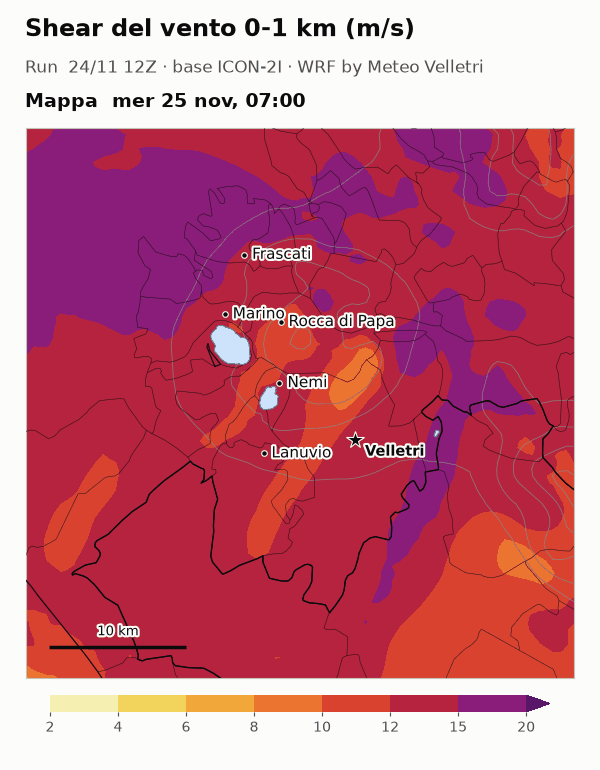 Shear del vento 0-1 km (m/s)
Run 24/11 12Z · base ICON-2I · WRF by Meteo Velletri
Mappa mer 25 nov, 07:00
Frascati
Marino
Rocca di Papa
Nemi
Velletri
Lanuvio
10 km
2 4 6 8 10 12 15 20